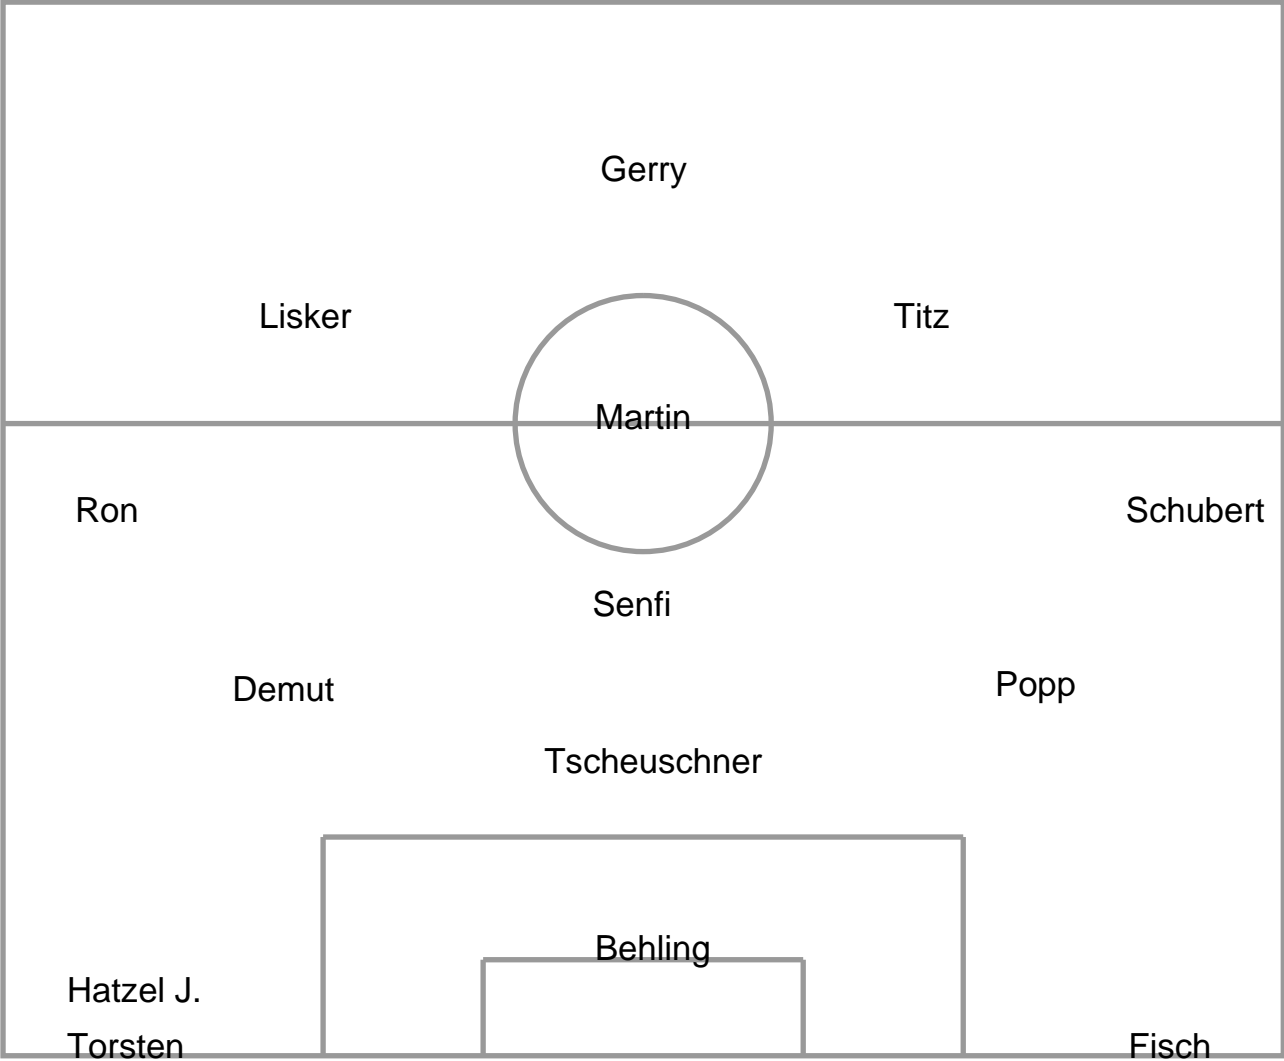 Gerry
Lisker
Titz
Martin
Ron
Schubert
Senfi
Demut
Popp
Tscheuschner
Behling
Hatzel J.
Torsten
Fisch